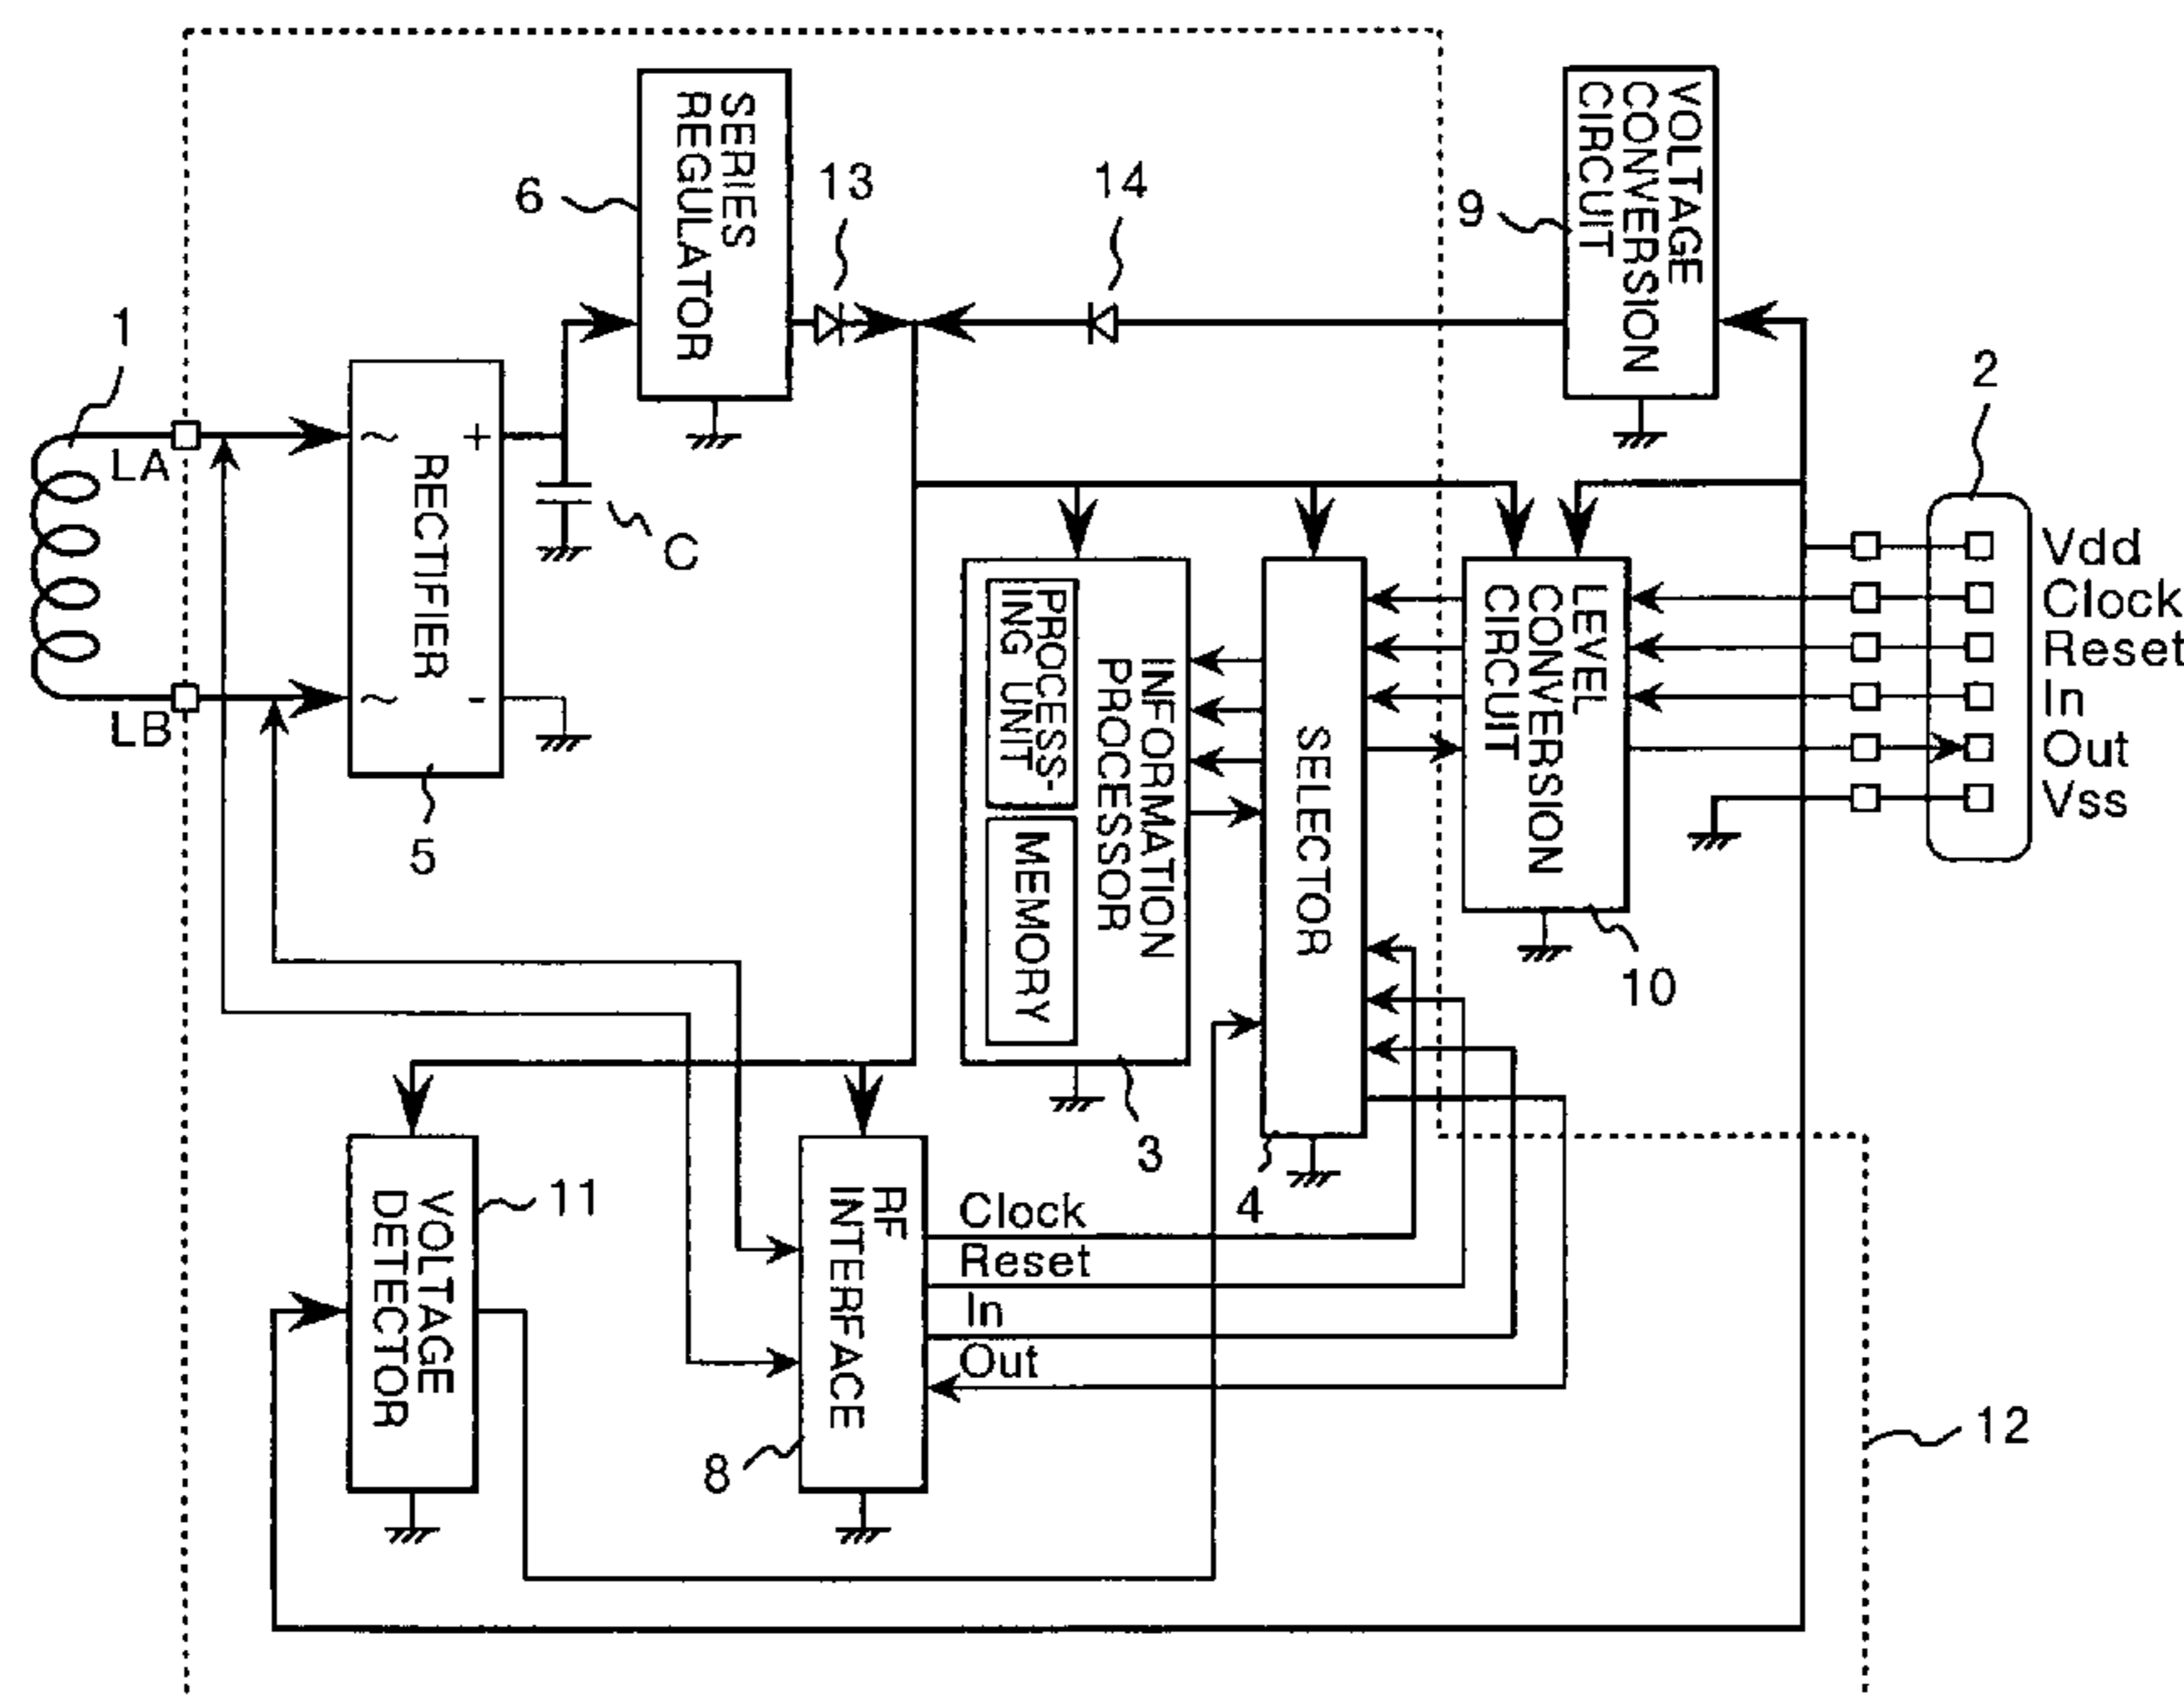 1
LA
LB
~
~
+
-
RECTIFIER
5
C
6
SERIES
REGULATOR
13
14
9
VOLTAGE
CONVERSION
CIRCUIT
2
Vdd
Clock
Reset
In
Out
Vss
LEVEL
CONVERSION
CIRCUIT
10
SELECTOR
4
INFORMATION
PROCESSOR
PROCESS-
ING UNIT
MEMORY
3
VOLTAGE
DETECTOR
11
RF
INTERFACE
8
Clock
Reset
In
Out
12